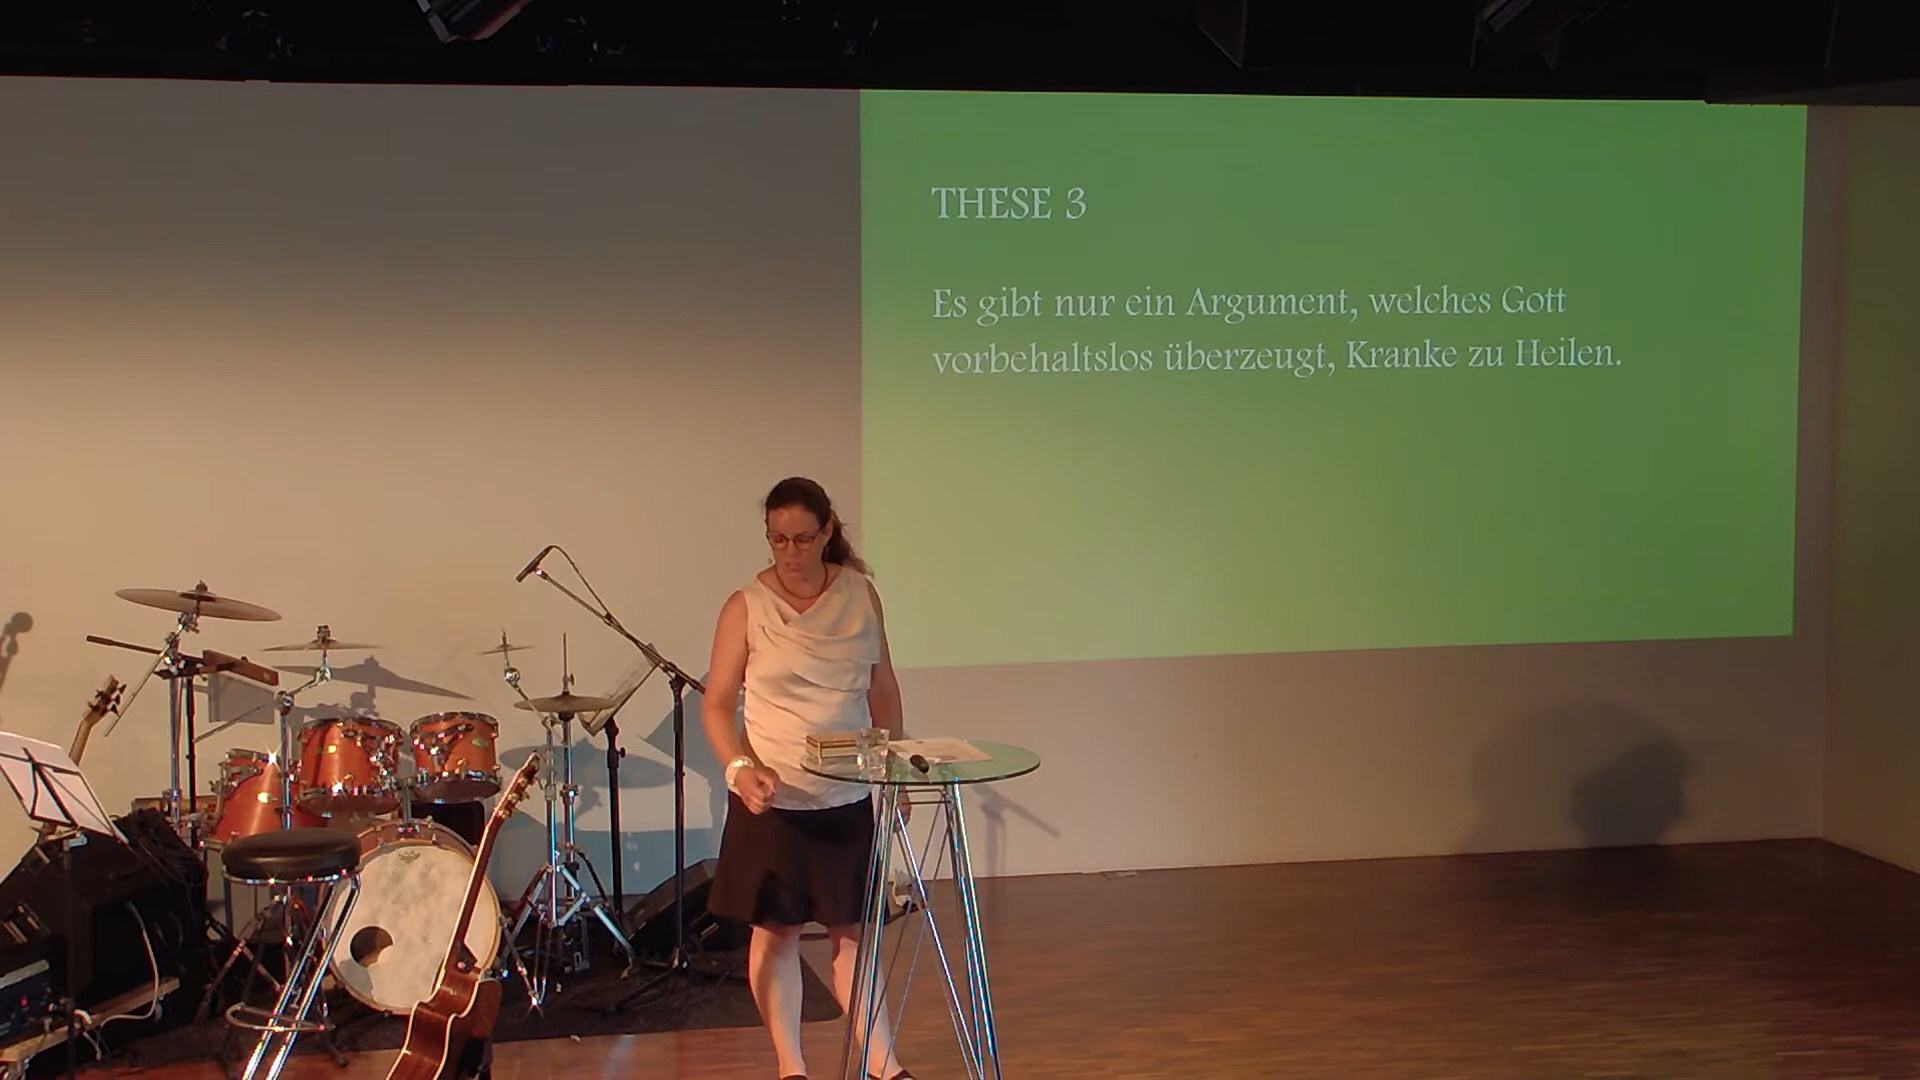 THESE 3
Es gibt nur ein Argument, welches Gott
vorbehaltslos überzeugt, Kranke zu Heilen.